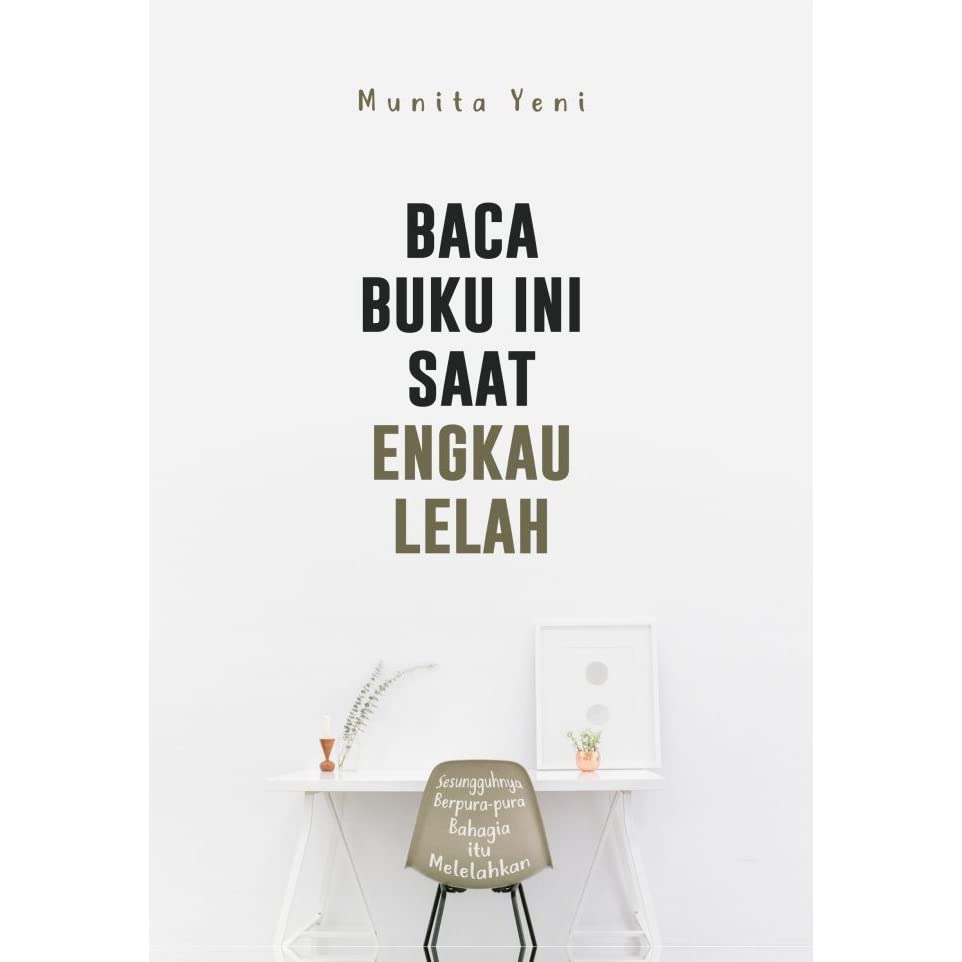 Munita Yeni
BACA
BUKU INI
SAAT
ENGKAU
LELAH
Sesungguhnya
Berpura-pura
Bahagia
itu
Melelahkan